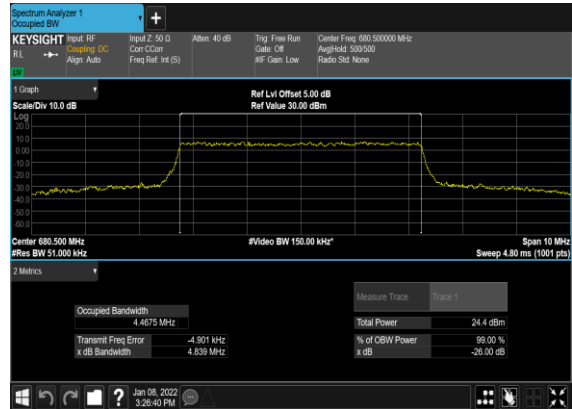 Spectrum Analyzer 1
Occupied BW
+
KEYSIGHT Input: RF Input Z: 50 Ω Atten: 40 dB Trig: Free Run Center Freq: 680.500000 MHz
RL Coupling: DC Corr CCorr Gate: Off Avg|Hold: 500/500
Align: Auto Freq Ref: Int (S) #IF Gain: Low Radio Std: None
LW
1 Graph
Scale/Div 10.0 dB Ref Lvl Offset 5.00 dB
Ref Value 30.00 dBm
Log
20.0
10.0
0.00
-10.0
-20.0
-30.0
-40.0
-50.0
-60.0
Center 680.500 MHz #Video BW 150.00 kHz* Span 10 MHz
#Res BW 51.000 kHz Sweep 4.80 ms (1001 pts)
2 Metrics
Measure Trace Trace 1
Occupied Bandwidth
4.4675 MHz Total Power 24.4 dBm
Transmit Freq Error -4.901 kHz % of OBW Power 99.00 %
x dB Bandwidth 4.839 MHz x dB -26.00 dB
? Jan 08, 2022
3:26:40 PM